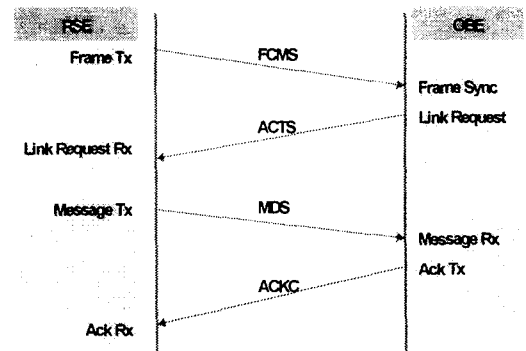 RSE
OBE
Frame Tx
FCMS
Frame Sync
Link Request
ACTS
Link Request Rx
Message Tx
MDS
Message Rx
Ack Tx
ACKC
Ack Rx